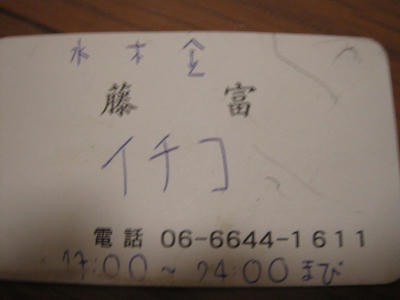 水 木 金
藤 富
イチコ
電話 06-6644-1611
17:00~24:00まで